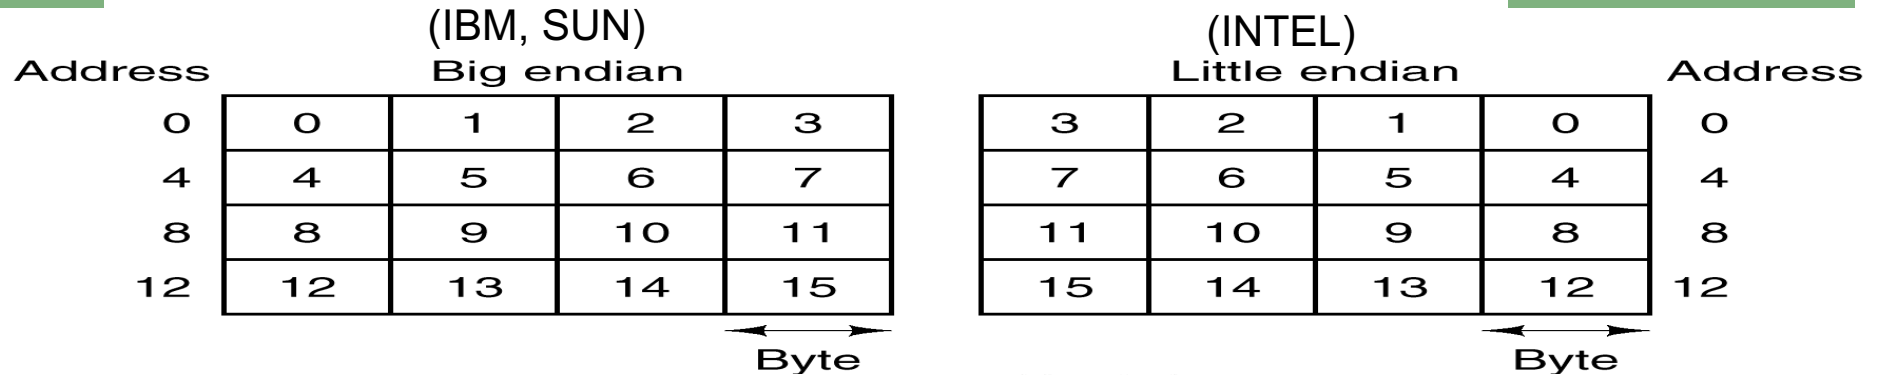 (IBM, SUN) (INTEL)
Address Big endian Little endian Address
0 0 1 2 3 3 2 1 0 0
4 4 5 6 7 7 6 5 4 4
8 8 9 10 11 11 10 9 8 8
12 12 13 14 15 15 14 13 12 12
Byte Byte